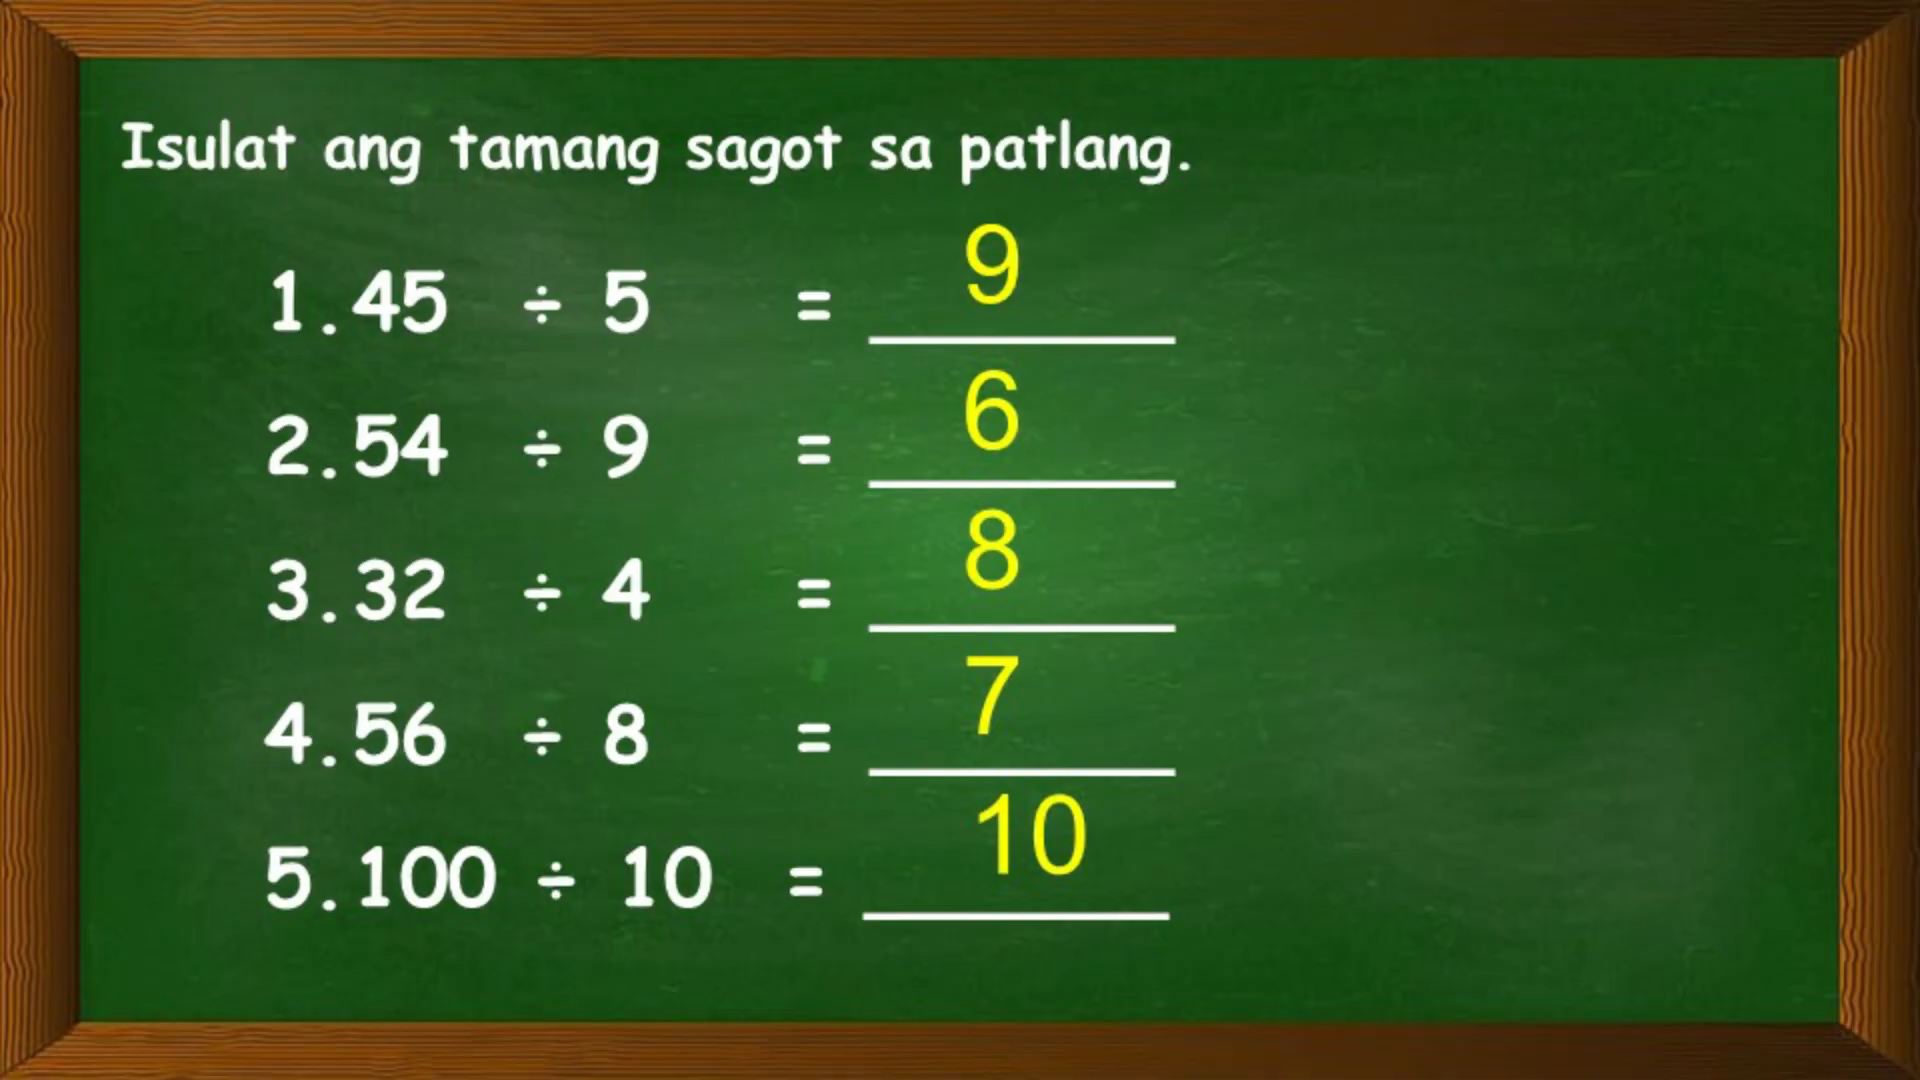 Isulat ang tamang sagot sa patlang.
1. 45 ÷ 5 = 9
2. 54 ÷ 9 = 6
3. 32 ÷ 4 = 8
4. 56 ÷ 8 = 7
5. 100 ÷ 10 = 10